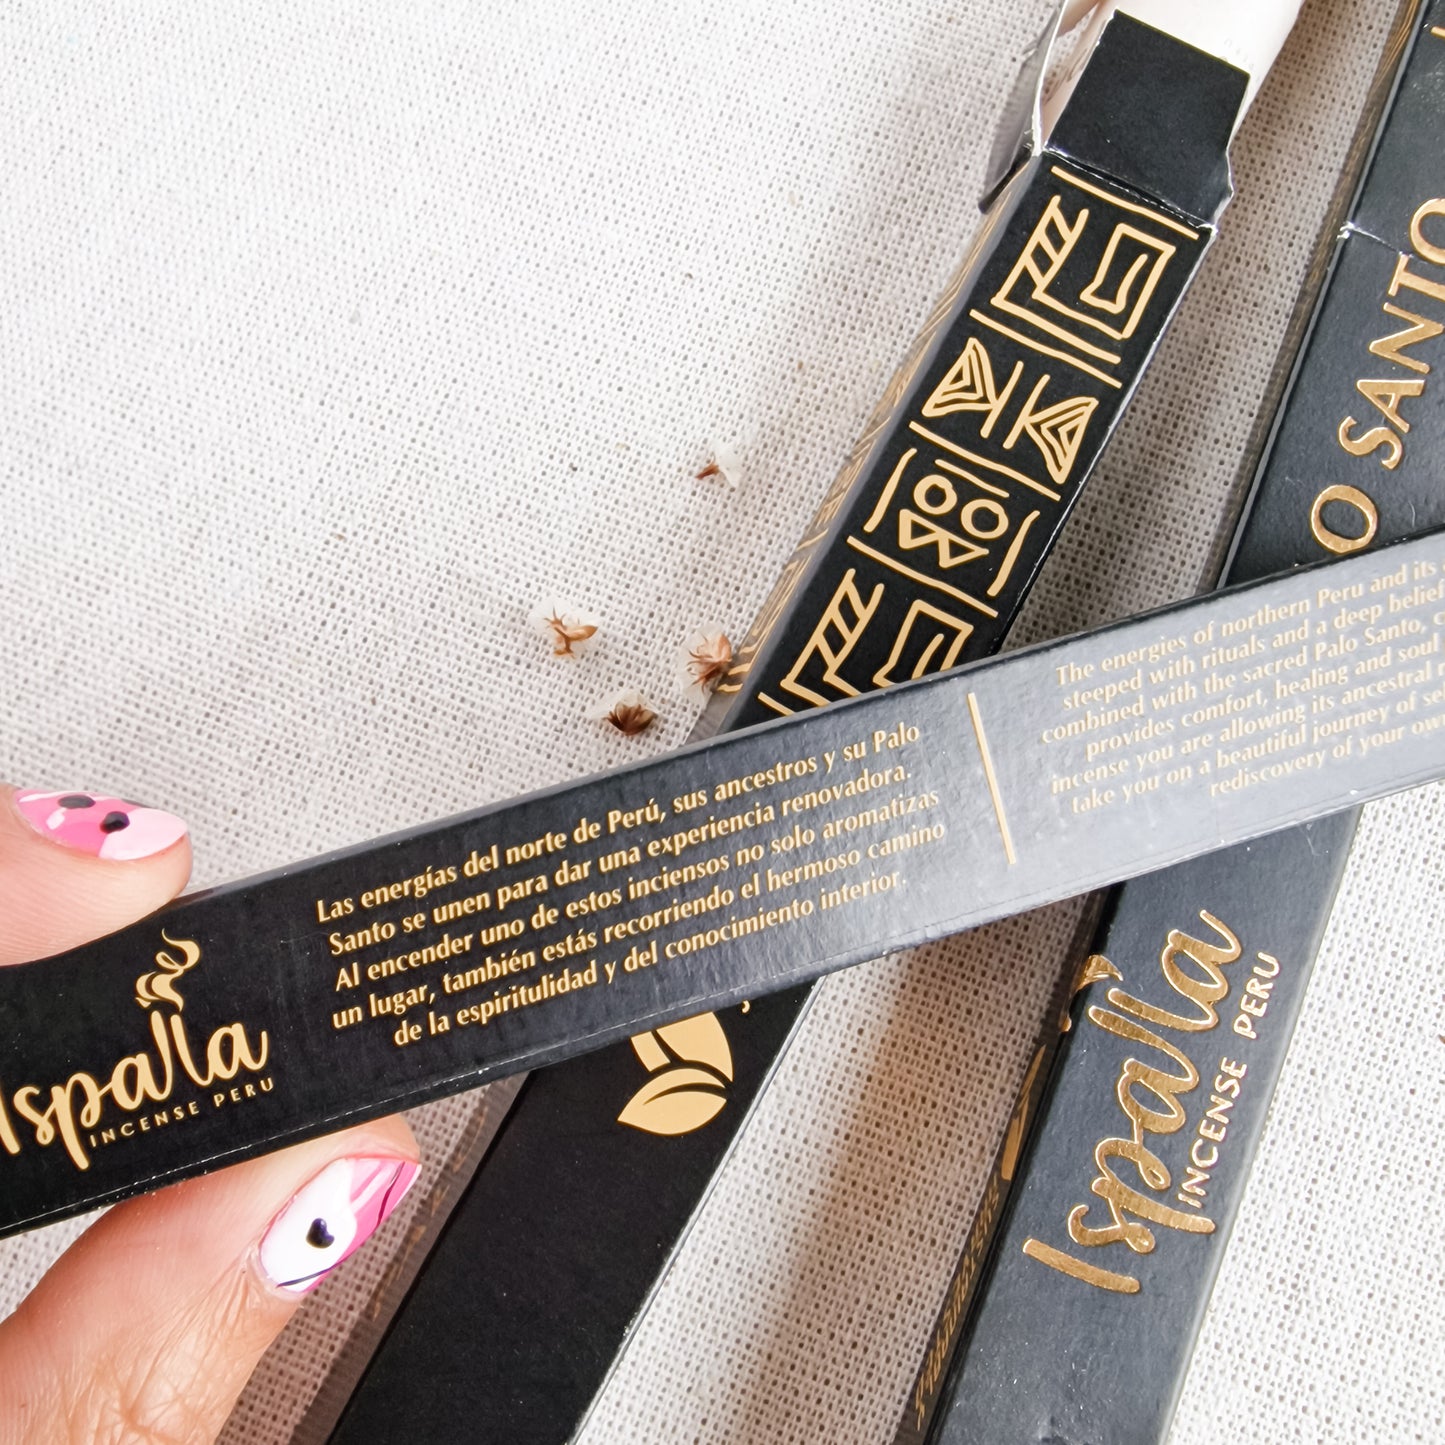 Ispalla
INCENSE PERU
Las energías del norte de Perú, sus ancestros y su Palo
Santo se unen para dar una experiencia renovadora.
Al encender uno de estos inciensos no solo aromatizas
un lugar, también estás recorriendo el hermoso camino
de la espiritulidad y del conocimiento interior.
The energies of northern Peru and its
steeped with rituals and a deep belief
combined with the sacred Palo Santo,
provides comfort, healing and soul
incense you are allowing its ancestral
take you on a beautiful journey of
rediscovery of your own
O SANTO
Ispalla
INCENSE PERU